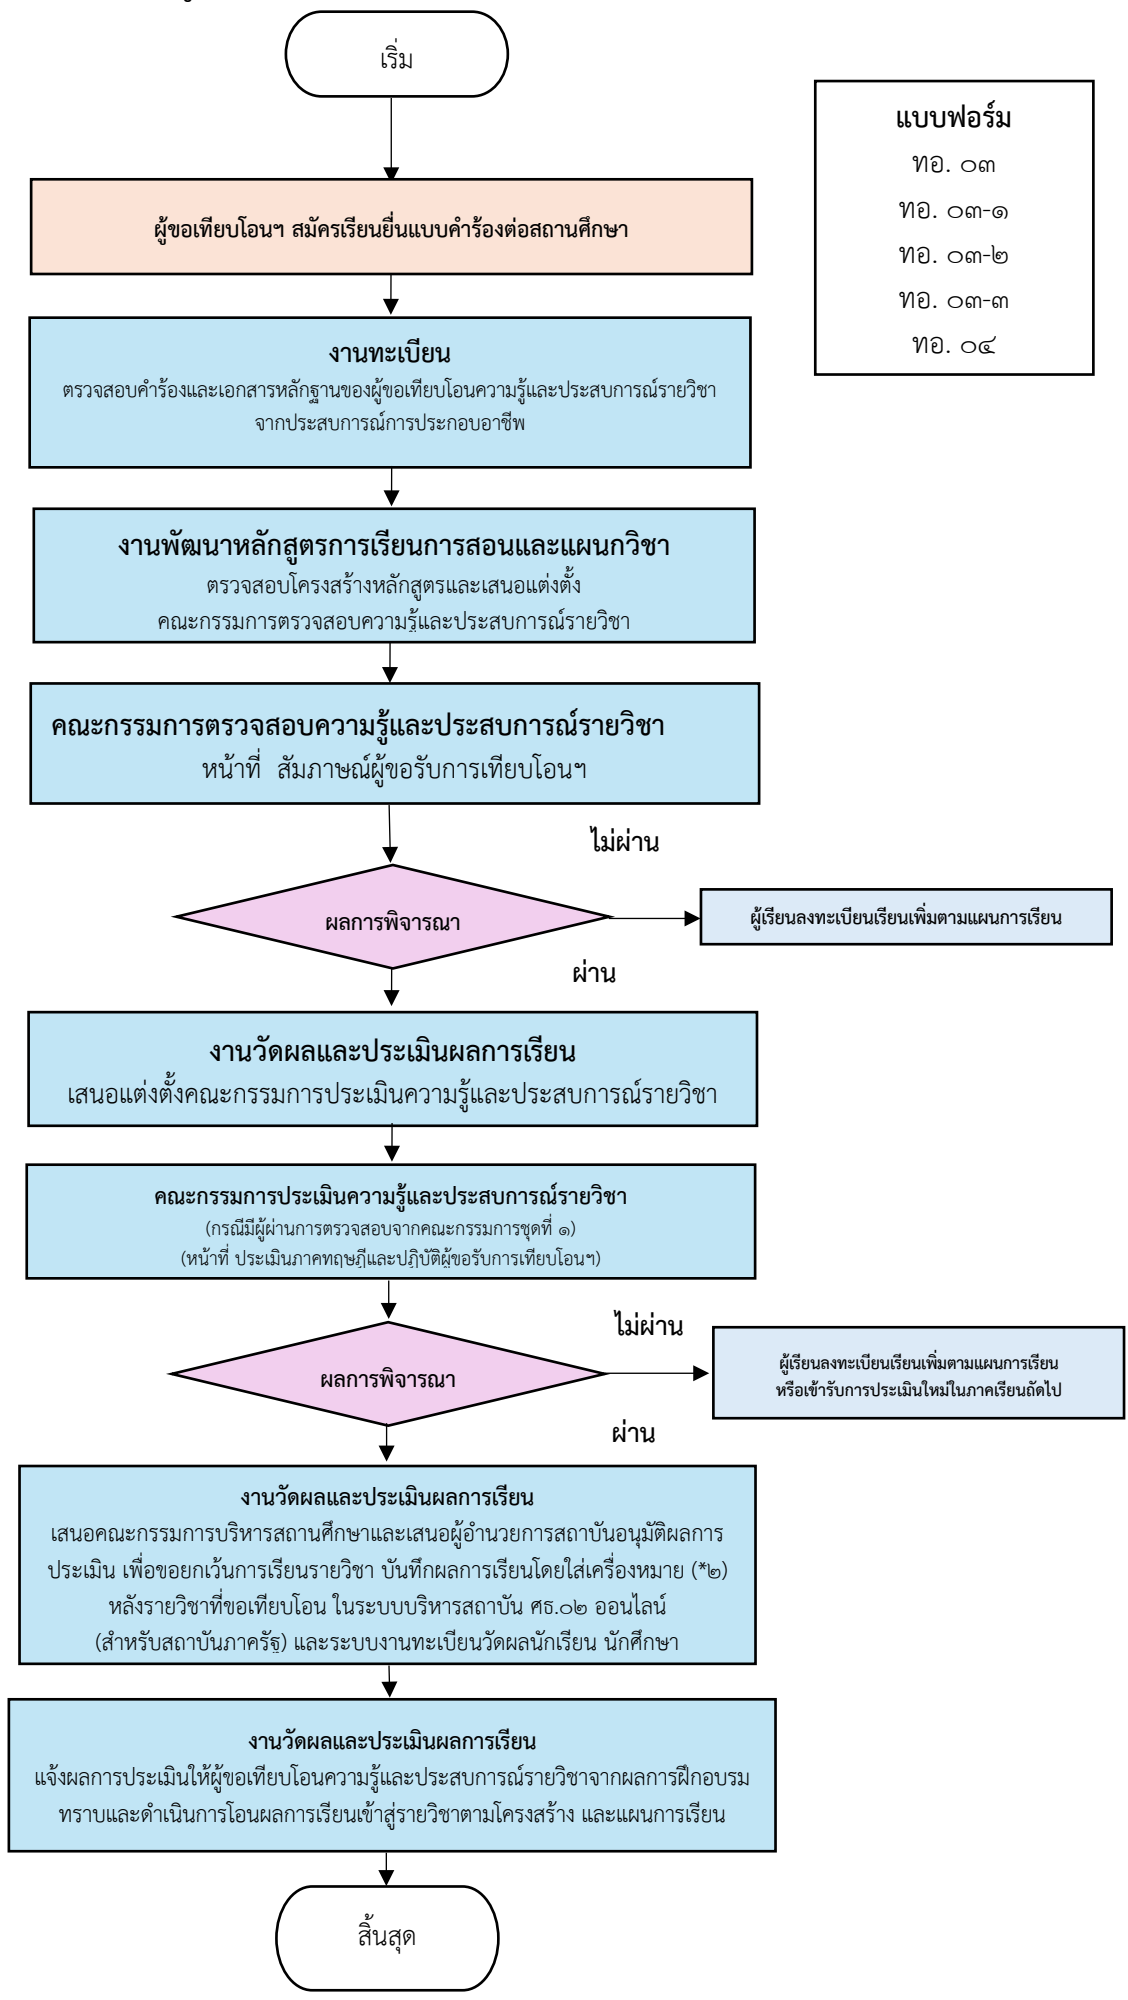 เริ่ม
แบบฟอร์ม
ทอ. ๐๓
ทอ. ๐๓-๑
ทอ. ๐๓-๒
ทอ. ๐๓-๓
ทอ. ๐๔
ผู้ขอเทียบโอนฯ สมัครเรียนยื่นแบบคำร้องต่อสถานศึกษา
งานทะเบียน
ตรวจสอบคำร้องและเอกสารหลักฐานของผู้ขอเทียบโอนความรู้และประสบการณ์รายวิชา
จากประสบการณ์การประกอบอาชีพ
งานพัฒนาหลักสูตรการเรียนการสอนและแผนกวิชา
ตรวจสอบโครงสร้างหลักสูตรและเสนอแต่งตั้ง
คณะกรรมการตรวจสอบความรู้และประสบการณ์รายวิชา
คณะกรรมการตรวจสอบความรู้และประสบการณ์รายวิชา
หน้าที่ สัมภาษณ์ผู้ขอรับการเทียบโอนฯ
ไม่ผ่าน
ผลการพิจารณา
ผู้เรียนลงทะเบียนเรียนเพิ่มตามแผนการเรียน
ผ่าน
งานวัดผลและประเมินผลการเรียน
เสนอแต่งตั้งคณะกรรมการประเมินความรู้และประสบการณ์รายวิชา
คณะกรรมการประเมินความรู้และประสบการณ์รายวิชา
(กรณีมีผู้ผ่านการตรวจสอบจากคณะกรรมการชุดที่ ๑)
(หน้าที่ ประเมินภาคทฤษฎีและปฏิบัติผู้ขอรับการเทียบโอนฯ)
ไม่ผ่าน
ผลการพิจารณา
ผู้เรียนลงทะเบียนเรียนเพิ่มตามแผนการเรียน
หรือเข้ารับการประเมินใหม่ในภาคเรียนถัดไป
ผ่าน
งานวัดผลและประเมินผลการเรียน
เสนอคณะกรรมการบริหารสถานศึกษาและเสนอผู้อำนวยการสถาบันอนุมัติผลการ
ประเมิน เพื่อขอยกเว้นการเรียนรายวิชา บันทึกผลการเรียนโดยใส่เครื่องหมาย (*๒)
หลังรายวิชาที่ขอเทียบโอน ในระบบบริหารสถาบัน ศธ.๐๒ ออนไลน์
(สำหรับสถาบันภาครัฐ) และระบบงานทะเบียนวัดผลนักเรียน นักศึกษา
งานวัดผลและประเมินผลการเรียน
แจ้งผลการประเมินให้ผู้ขอเทียบโอนความรู้และประสบการณ์รายวิชาจากผลการฝึกอบรม
ทราบและดำเนินการโอนผลการเรียนเข้าสู่รายวิชาตามโครงสร้าง และแผนการเรียน
สิ้นสุด